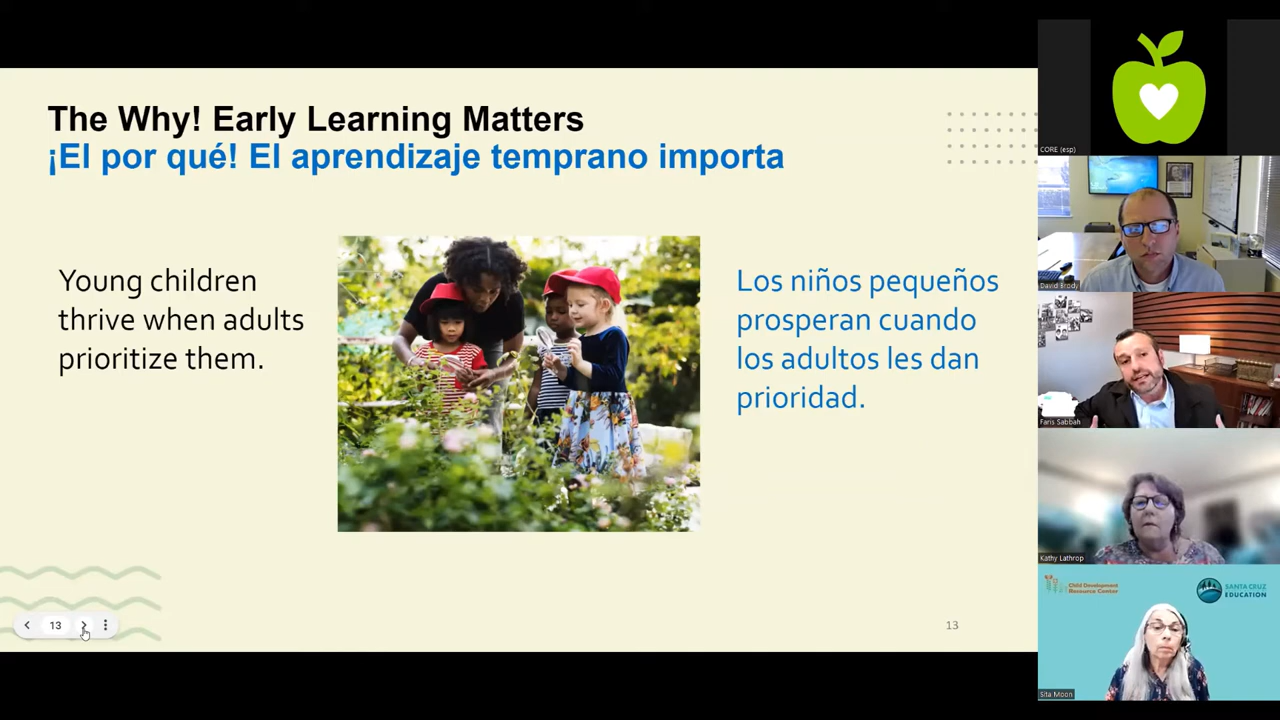 The Why! Early Learning Matters
¡El por qué! El aprendizaje temprano importa
Young children
thrive when adults
prioritize them.
Los niños pequeños
prosperan cuando
los adultos les dan
prioridad.
13
13
CORE (esp)
David Brody
Faris Sabbah
Kathy Lathrop
Child Development
Resource Center
SANTA CRUZ
EDUCATION
Sita Moon